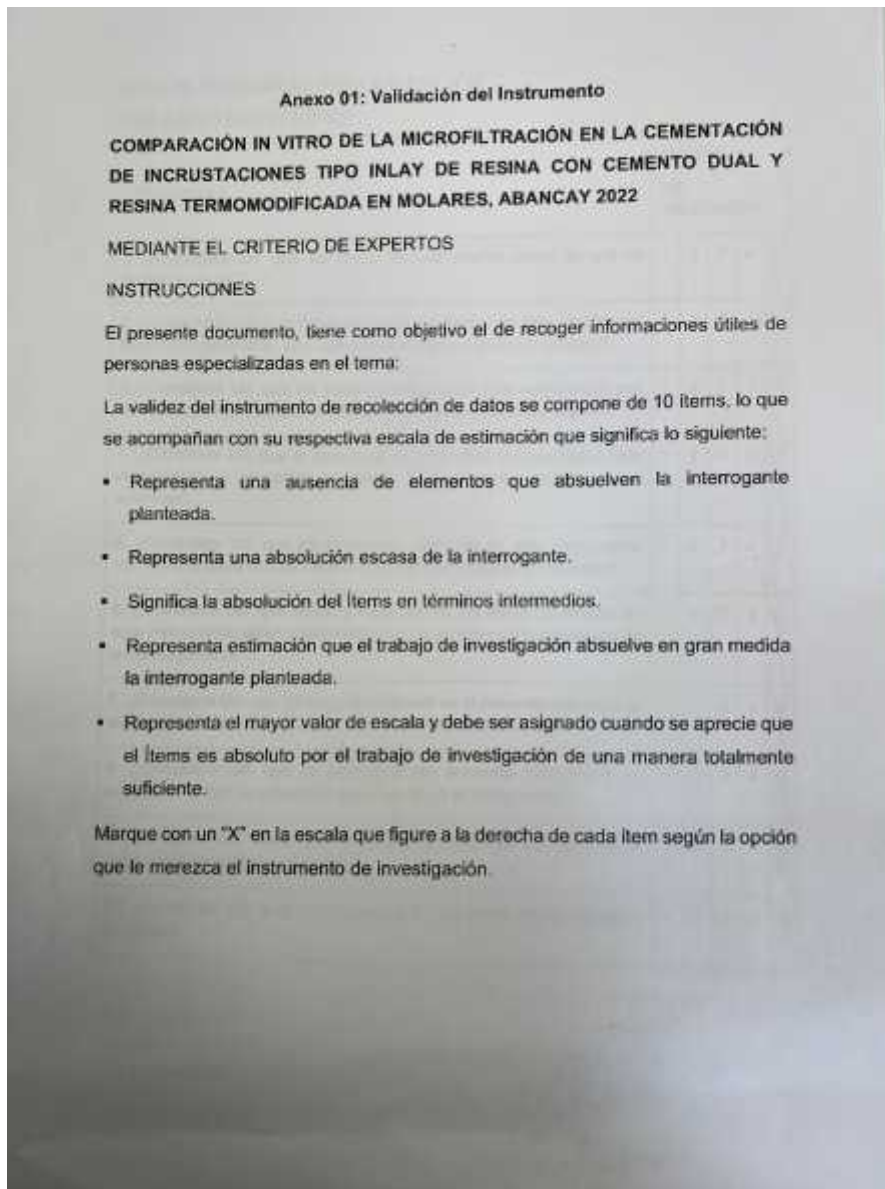 Anexo 01: Validación del Instrumento
COMPARACIÓN IN VITRO DE LA MICROFILTRACIÓN EN LA CEMENTACIÓN
DE INCRUSTACIONES TIPO INLAY DE RESINA CON CEMENTO DUAL Y
RESINA TERMOMODIFICADA EN MOLARES, ABANCAY 2022
MEDIANTE EL CRITERIO DE EXPERTOS
INSTRUCCIONES
El presente documento, tiene como objetivo el de recoger informaciones útiles de
personas especializadas en el tema:
La validez del instrumento de recolección de datos se compone de 10 ítems, lo que
se acompañan con su respectiva escala de estimación que significa lo siguiente:
▪ Representa una ausencia de elementos que absuelven la interrogante
planteada.
▪ Representa una absolución escasa de la interrogante.
▪ Significa la absolución del Ítems en términos intermedios.
▪ Representa estimación que el trabajo de investigación absuelve en gran medida
la interrogante planteada.
▪ Representa el mayor valor de escala y debe ser asignado cuando se aprecie que
el Ítems es absoluto por el trabajo de investigación de una manera totalmente
suficiente.
Marque con un "X" en la escala que figure a la derecha de cada ítem según la opción
que le merezca el instrumento de investigación.